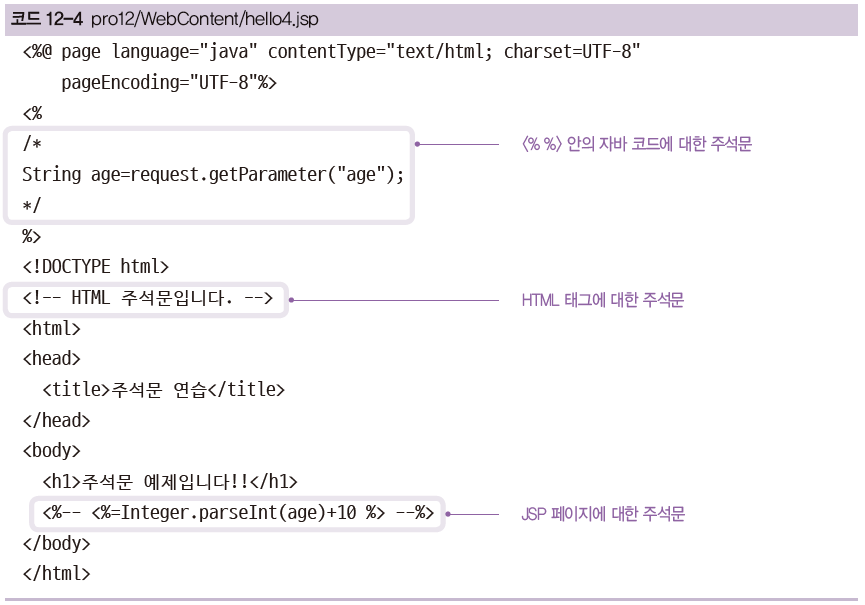 코드 12-4 pro12/WebContent/hello4.jsp
<%@ page language="java" contentType="text/html; charset=UTF-8"
pageEncoding="UTF-8"%>
<%
/*
<% %> 안의 자바 코드에 대한 주석문
String age=request.getParameter("age");
*/
%>
<!DOCTYPE html>
<!-- HTML 주석문입니다. -->
HTML 태그에 대한 주석문
<html>
<head>
<title>주석문 연습</title>
</head>
<body>
<h1>주석문 예제입니다!!</h1>
<%-- <%=Integer.parseInt(age)+10 %> --%>
JSP 페이지에 대한 주석문
</body>
</html>